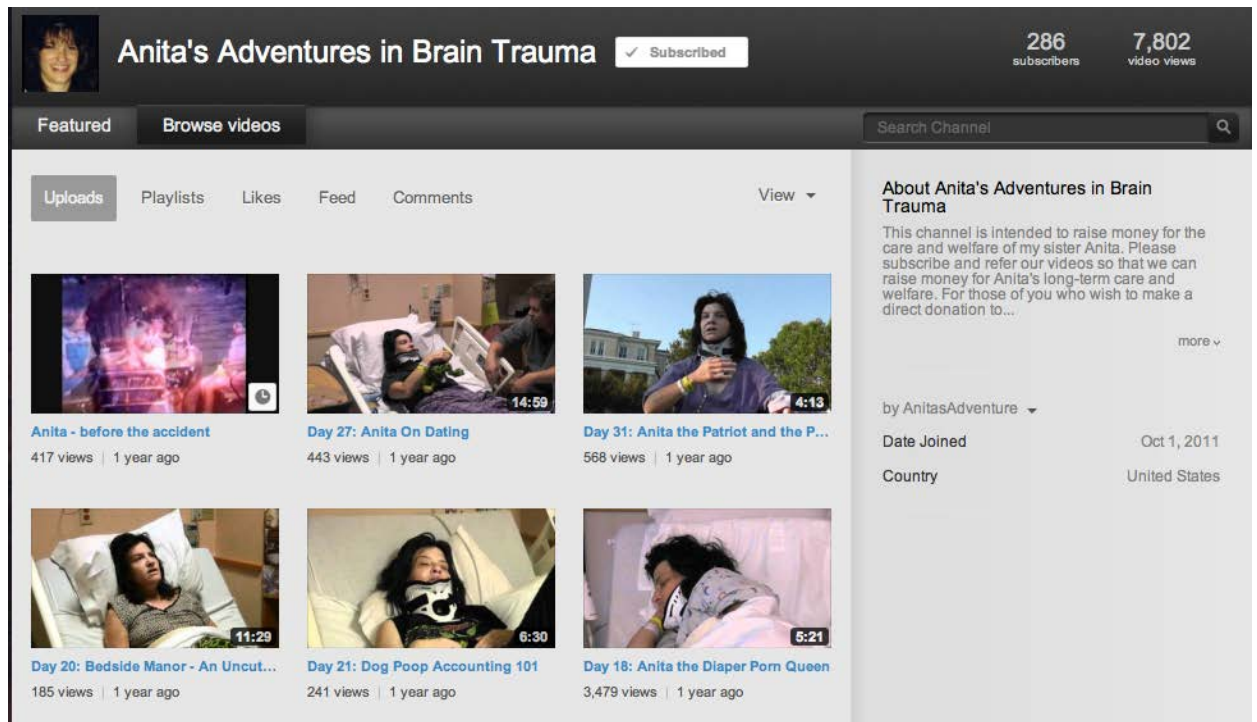 Anita's Adventures in Brain Trauma
✓ Subscribed
286
subscribers
7,802
video views
Featured
Browse videos
Search Channel
Uploads
Playlists
Likes
Feed
Comments
View
14:59
4:13
Anita - before the accident
417 views | 1 year ago
Day 27: Anita On Dating
443 views | 1 year ago
Day 31: Anita the Patriot and the P...
568 views | 1 year ago
11:29
6:30
5:21
Day 20: Bedside Manor - An Uncut...
185 views | 1 year ago
Day 21: Dog Poop Accounting 101
241 views | 1 year ago
Day 18: Anita the Diaper Porn Queen
3,479 views | 1 year ago
About Anita's Adventures in Brain
Trauma
This channel is intended to raise money for the
care and welfare of my sister Anita. Please
subscribe and refer our videos so that we can
raise money for Anita's long-term care and
welfare. For those of you who wish to make a
direct donation to...
more
by AnitasAdventure
Date Joined Oct 1, 2011
Country United States